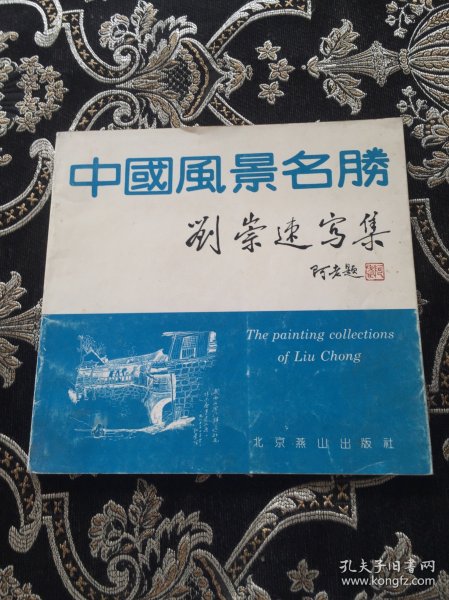 中國風景名勝
劉崇速写集
阿老題
The painting collections
of Liu Chong
北京燕山出版社
孔夫子旧书网
www.kongfz.com